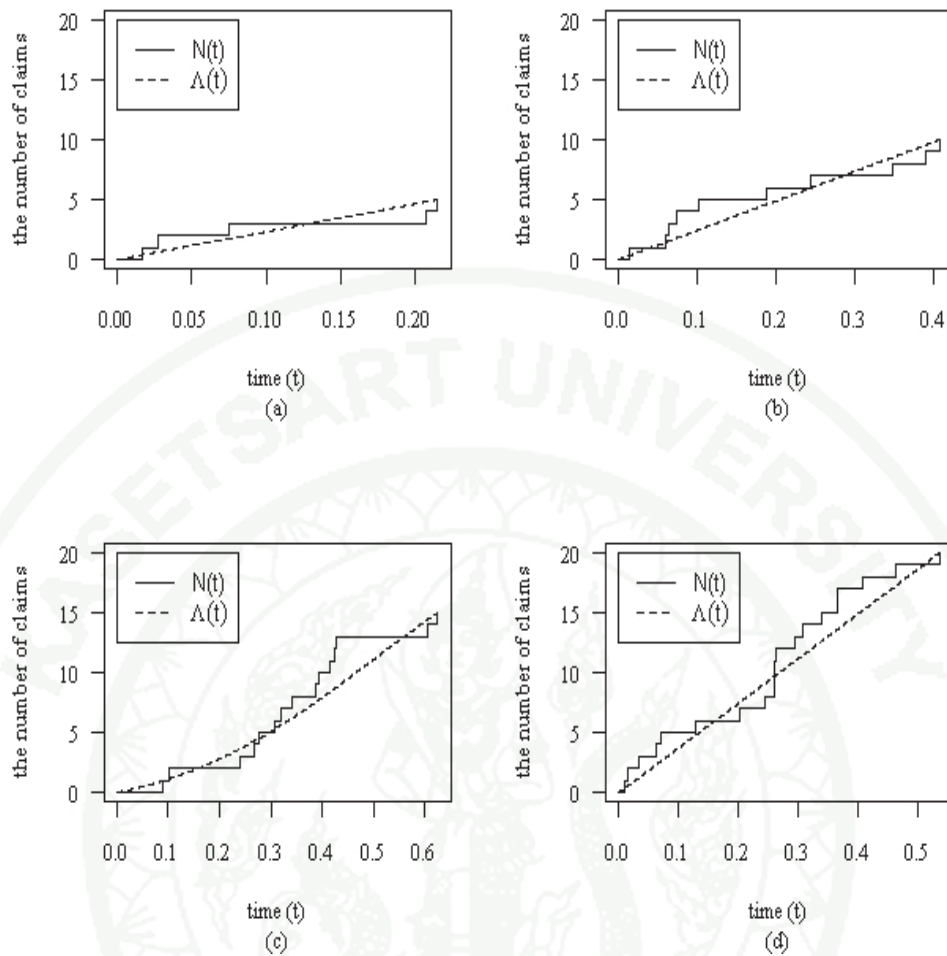 the number of claims
20
15
10
5
0
N(t)
Λ(t)
0.00 0.05 0.10 0.15 0.20
time (t)
(a)
the number of claims
20
15
10
5
0
N(t)
Λ(t)
0.0 0.1 0.2 0.3 0.4
time (t)
(b)
KASETSART UNIVERSITY
the number of claims
20
15
10
5
0
N(t)
Λ(t)
0.0 0.1 0.2 0.3 0.4 0.5 0.6
time (t)
(c)
the number of claims
20
15
10
5
0
N(t)
Λ(t)
0.0 0.1 0.2 0.3 0.4 0.5
time (t)
(d)